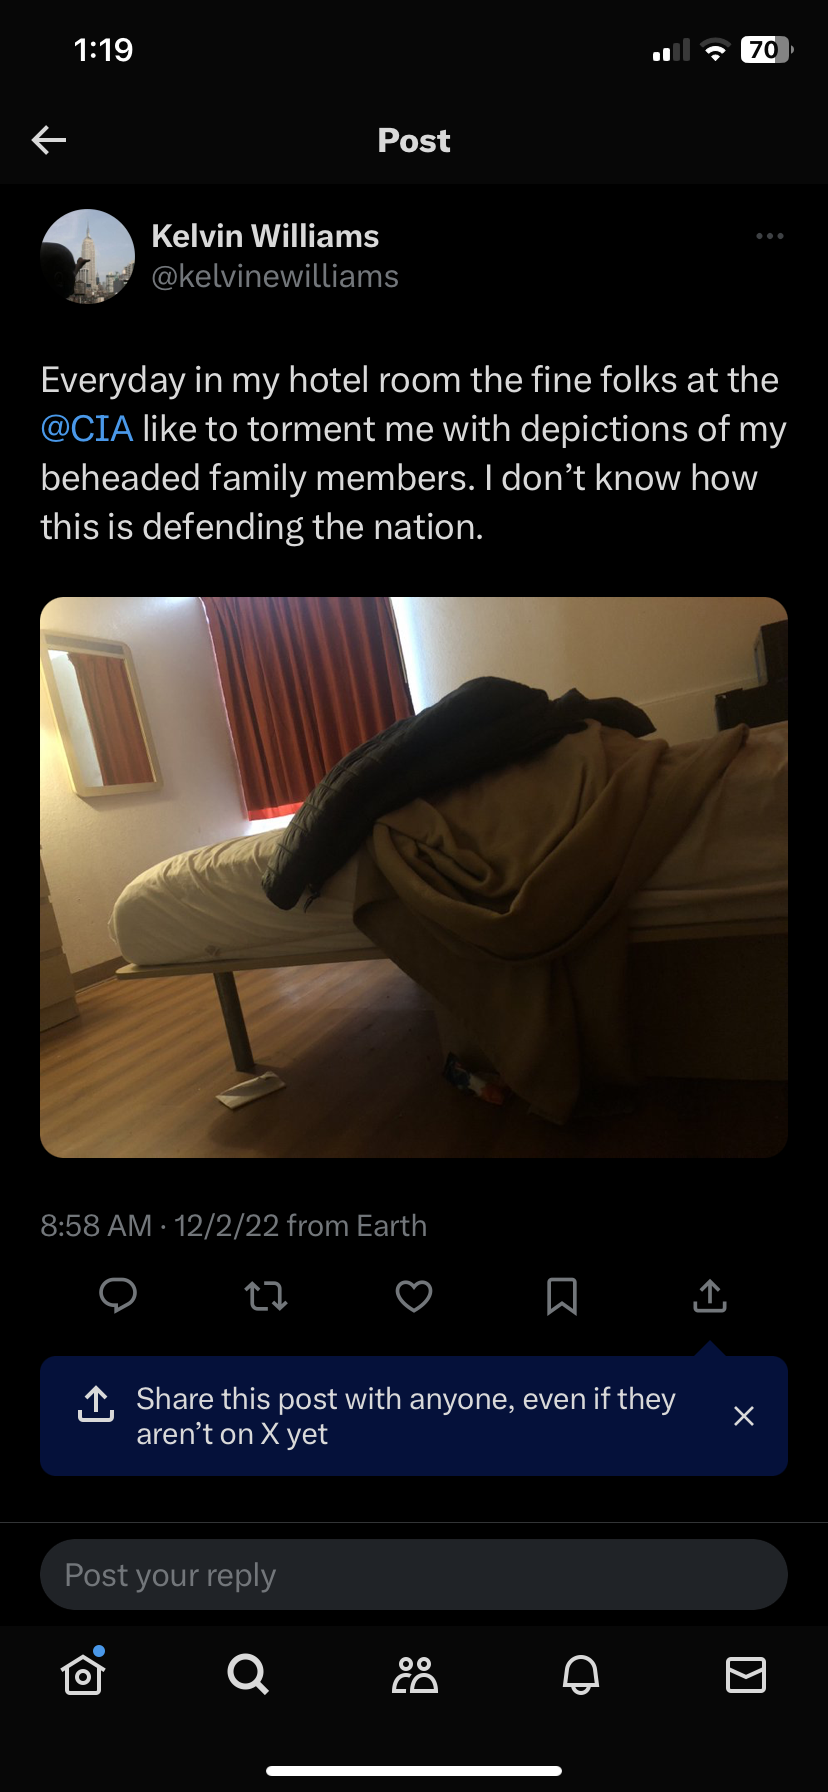 1:19
70
Post
Kelvin Williams
@kelvinewilliams
Everyday in my hotel room the fine folks at the
@CIA like to torment me with depictions of my
beheaded family members. I don’t know how
this is defending the nation.
8:58 AM · 12/2/22 from Earth
Share this post with anyone, even if they
aren’t on X yet
Post your reply